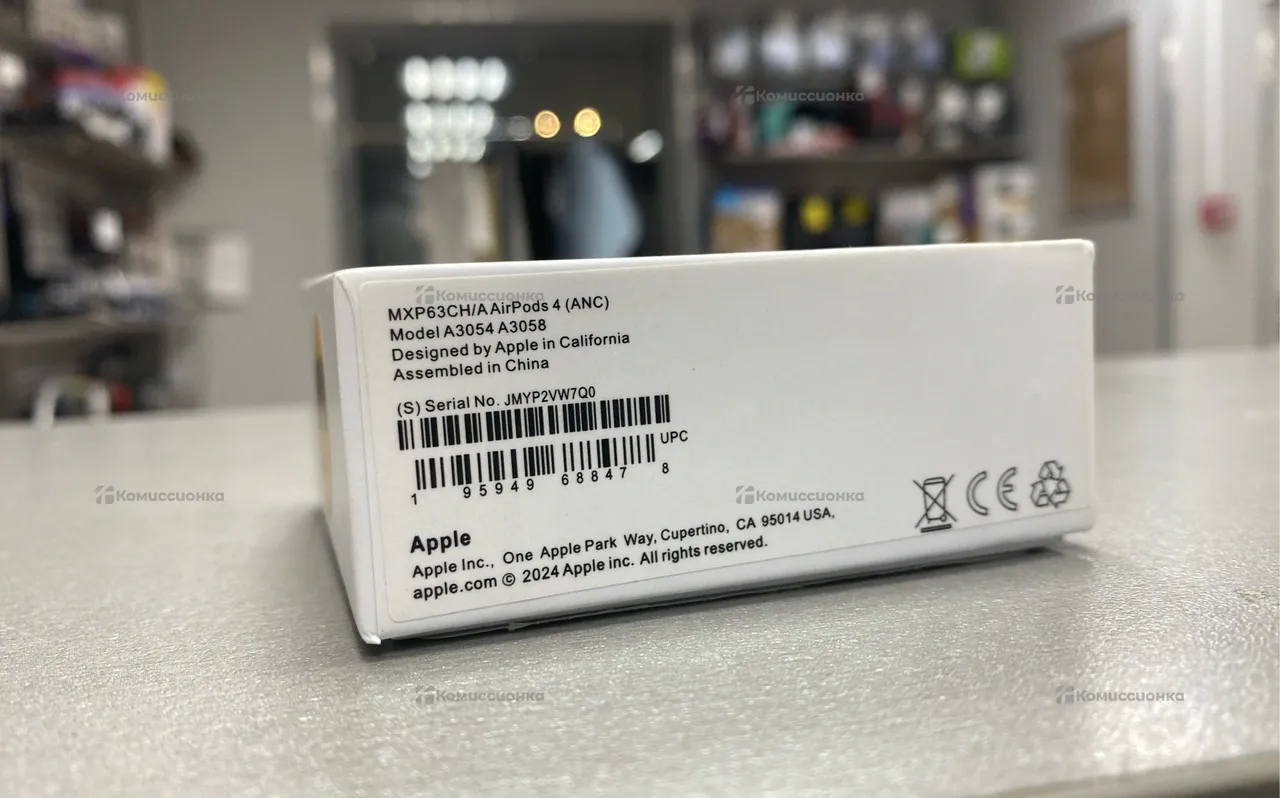 MXP63CH/A AirPods 4 (ANC)
Model A3054 A3058
Designed by Apple in California
Assembled in China
(S) Serial No. JMYP2VW7Q0
UPC
1 95949 68847 8
Apple
Apple Inc., One Apple Park Way, Cupertino, CA 95014 USA,
apple.com © 2024 Apple inc. All rights reserved.
CE
Комиссионка
Комиссионка
Комиссионка
Комиссионка
Комиссионка
Комиссионка
Комиссионка
Комиссионка